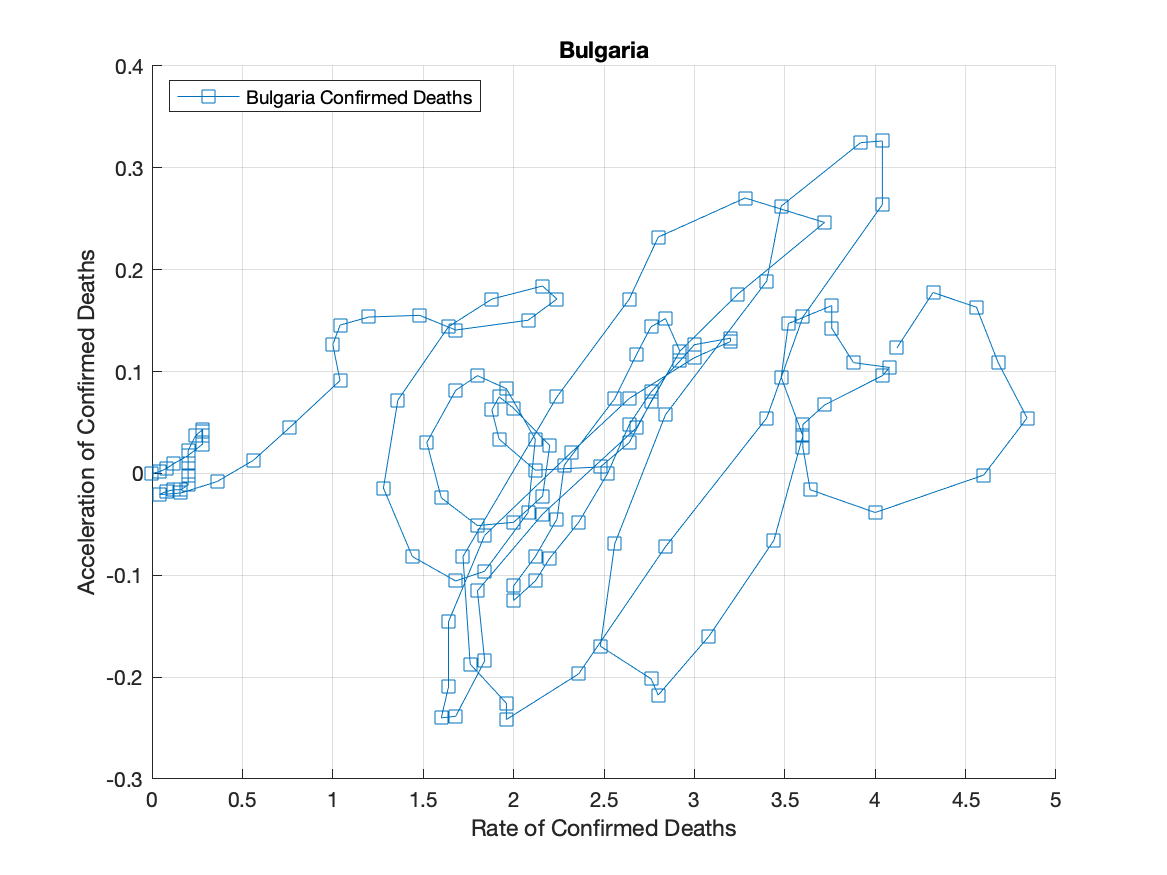 Bulgaria
Bulgaria Confirmed Deaths
0.4
0.3
0.2
0.1
0
-0.1
-0.2
-0.3
Acceleration of Confirmed Deaths
0 0.5 1 1.5 2 2.5 3 3.5 4 4.5 5
Rate of Confirmed Deaths